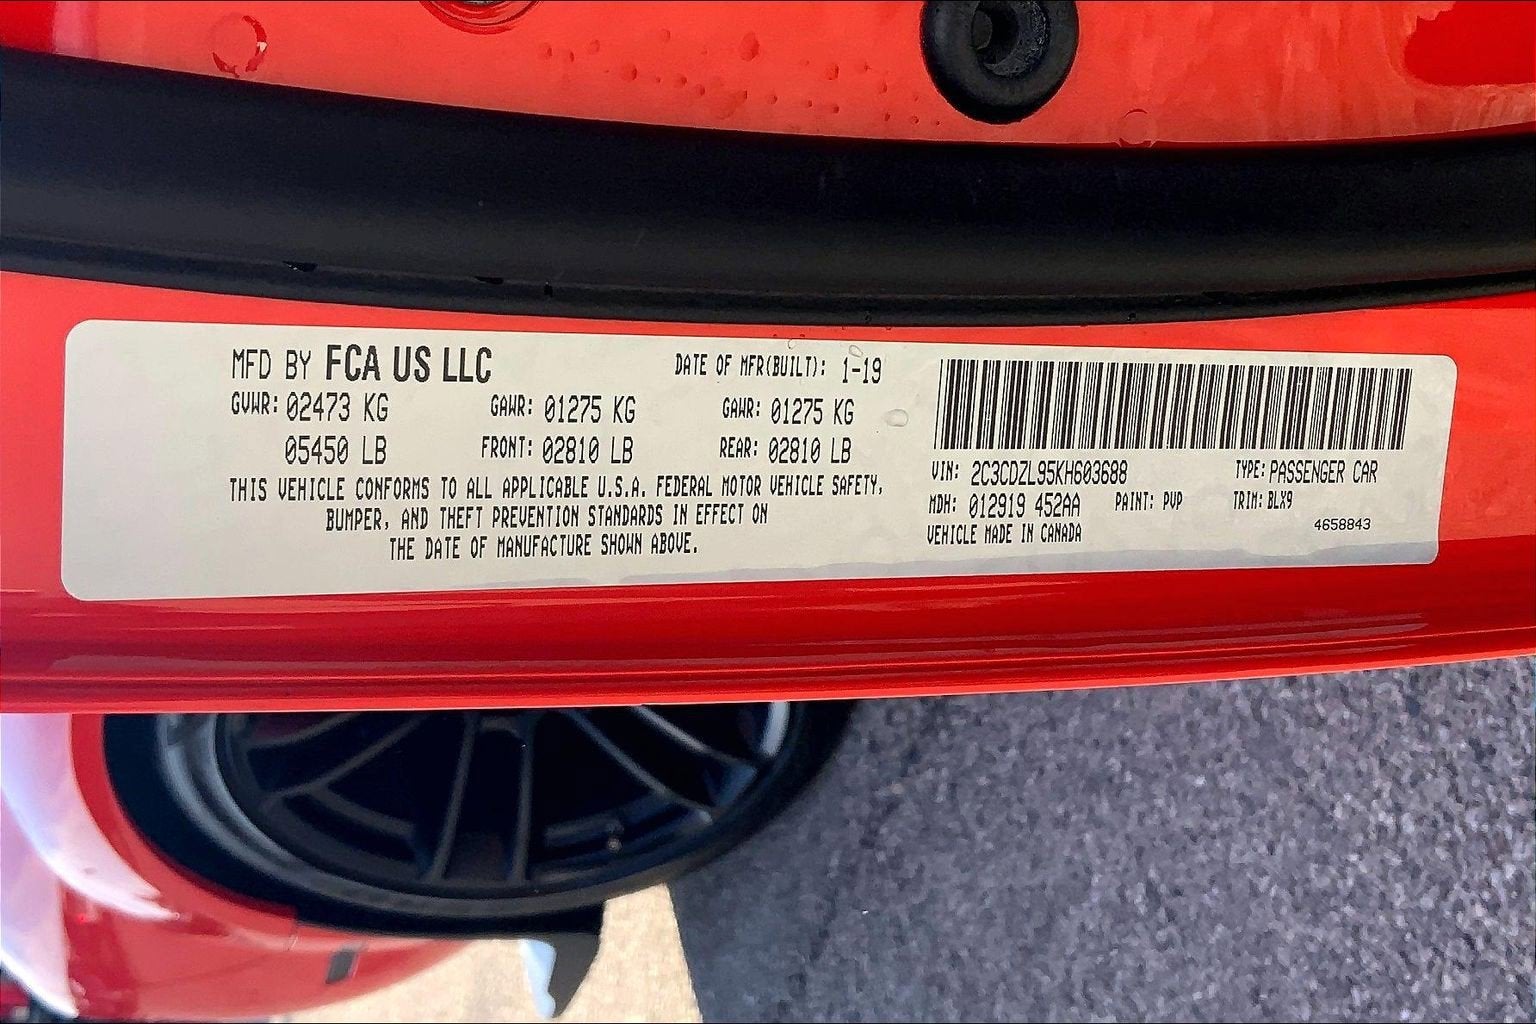 MFD BY FCA US LLC
DATE OF MFR(BUILT): 1-19
GVWR: 02473 KG GAWR: 01275 KG GAWR: 01275 KG
05450 LB FRONT: 02810 LB REAR: 02810 LB
THIS VEHICLE CONFORMS TO ALL APPLICABLE U.S.A. FEDERAL MOTOR VEHICLE SAFETY,
BUMPER, AND THEFT PREVENTION STANDARDS IN EFFECT ON
THE DATE OF MANUFACTURE SHOWN ABOVE.
VIN: 2C3CDZL95KH603688 TYPE: PASSENGER CAR
MDH: 012919 452AA PAINT: PVP TRIM: BLX9
VEHICLE MADE IN CANADA
4658843